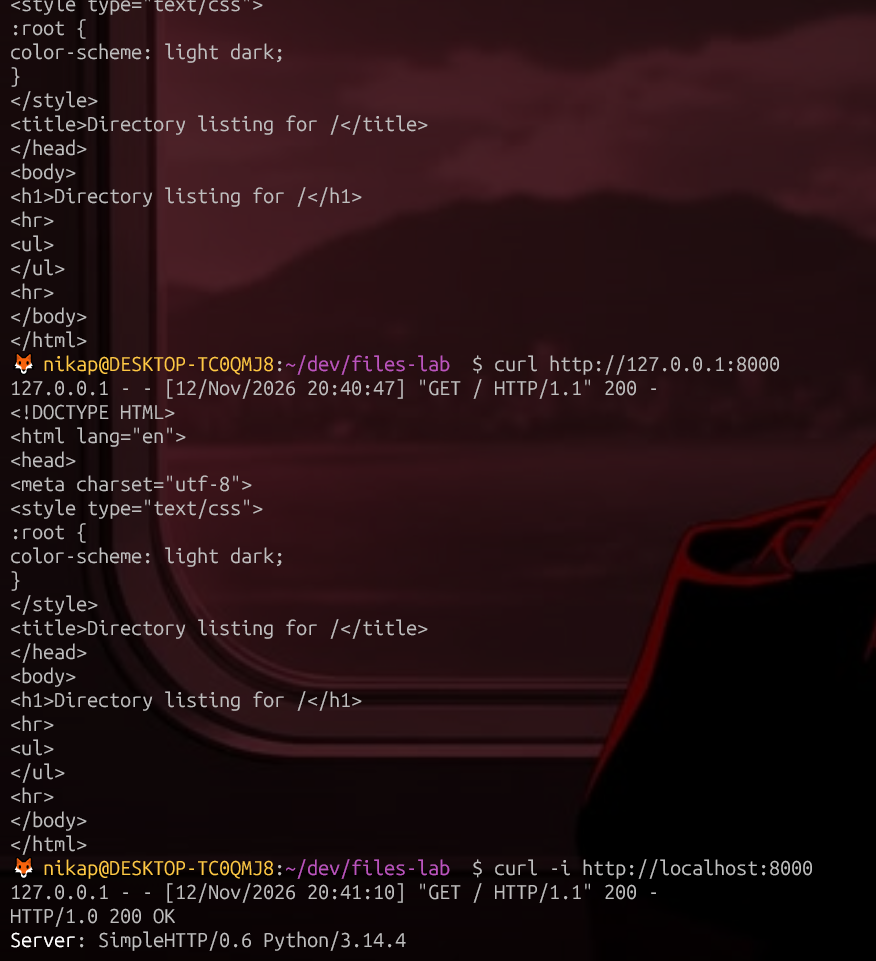 <style type="text/css">
:root {
color-scheme: light dark;
}
</style>
<title>Directory listing for /</title>
</head>
<body>
<h1>Directory listing for /</h1>
<hr>
<ul>
</ul>
<hr>
</body>
</html>
🦊 nikap@DESKTOP-TC0QMJ8:~/dev/files-lab $ curl http://127.0.0.1:8000
127.0.0.1 - - [12/Nov/2026 20:40:47] "GET / HTTP/1.1" 200 -
<!DOCTYPE HTML>
<html lang="en">
<head>
<meta charset="utf-8">
<style type="text/css">
:root {
color-scheme: light dark;
}
</style>
<title>Directory listing for /</title>
</head>
<body>
<h1>Directory listing for /</h1>
<hr>
<ul>
</ul>
<hr>
</body>
</html>
🦊 nikap@DESKTOP-TC0QMJ8:~/dev/files-lab $ curl -i http://localhost:8000
127.0.0.1 - - [12/Nov/2026 20:41:10] "GET / HTTP/1.1" 200 -
HTTP/1.0 200 OK
Server: SimpleHTTP/0.6 Python/3.14.4